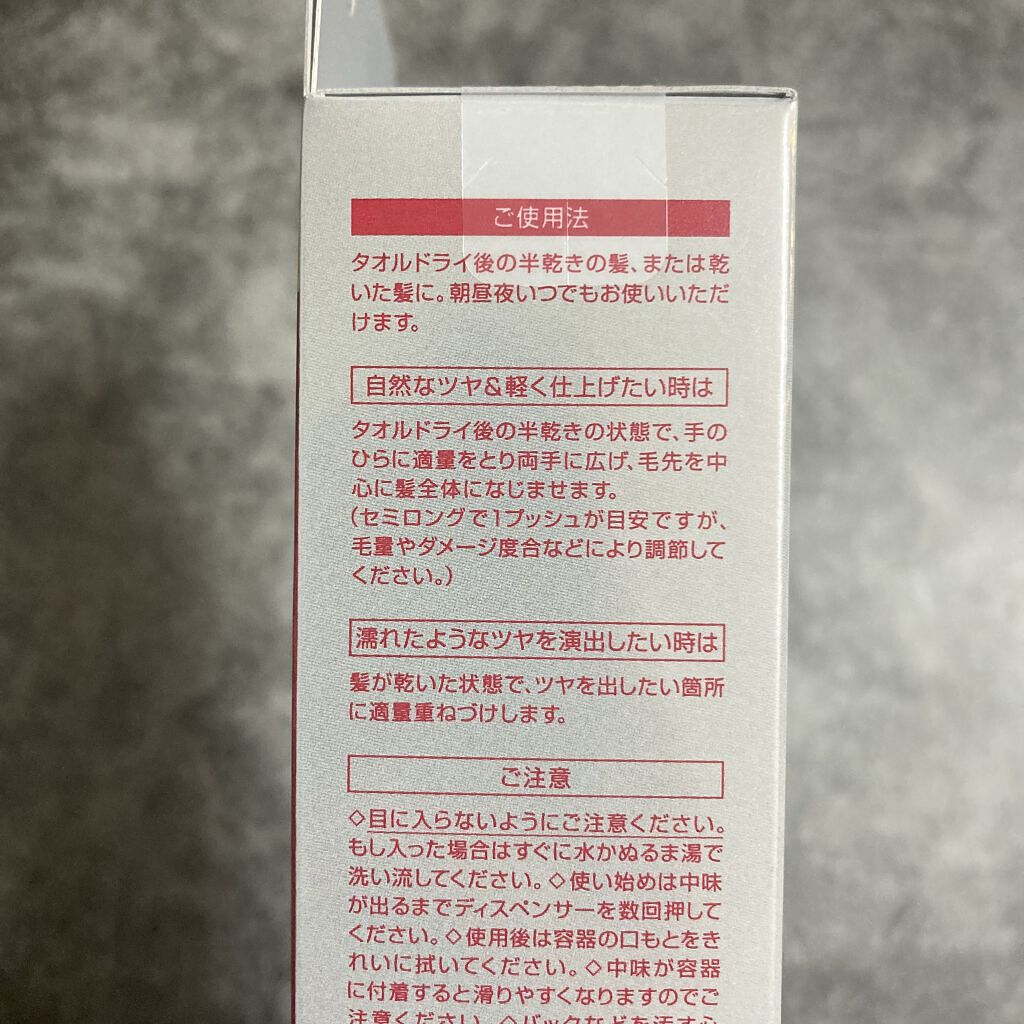 ご使用法
タオルドライ後の半乾きの髪、または乾
いた髪に。朝昼夜いつでもお使いいただ
けます。
自然なツヤ&軽く仕上げたい時は
タオルドライ後の半乾きの状態で、手の
ひらに適量をとり両手に広げ、毛先を中
心に髪全体になじませます。
(セミロングで1プッシュが目安ですが、
毛量やダメージ度合などにより調節して
ください。)
濡れたようなツヤを演出したい時は
髪が乾いた状態で、ツヤを出したい箇所
に適量重ねづけします。
ご注意
◇目に入らないようにご注意ください。
もし入った場合はすぐに水かぬるま湯で
洗い流してください。◇使い始めは中味
が出るまでディスペンサーを数回押して
ください。◇使用後は容器の口もとをき
れいに拭いてください。◇中味が容器
に付着すると滑りやすくなりますのでご
注意ください。◇バックなどを汚す心